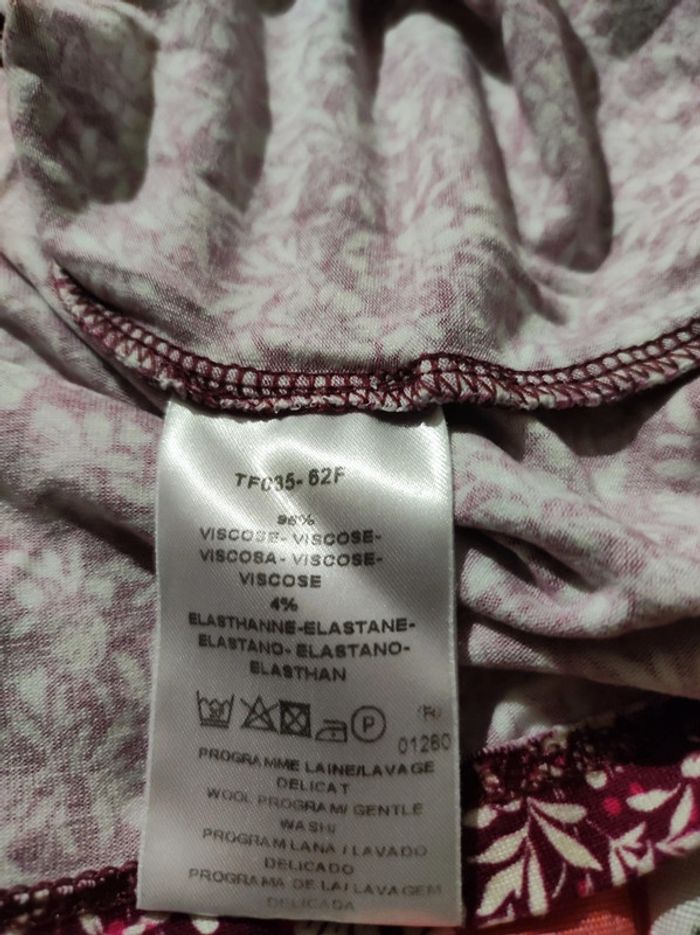 TFC35-62F
96%
VISCOSE- VISCOSE-
VISCOSA- VISCOSE-
VISCOSE
4%
ELASTHANNE-ELASTANE-
ELASTANO- ELASTANO-
ELASTHAN
P
01260
PROGRAMME LAINE/LAVAGE
DELICAT
WOOL PROGRAM/ GENTLE
WASH/
PROGRAM LANA / LAVADO
DELICADO
PROGRAMA DE LA/ LAVAGEM
DELICADA